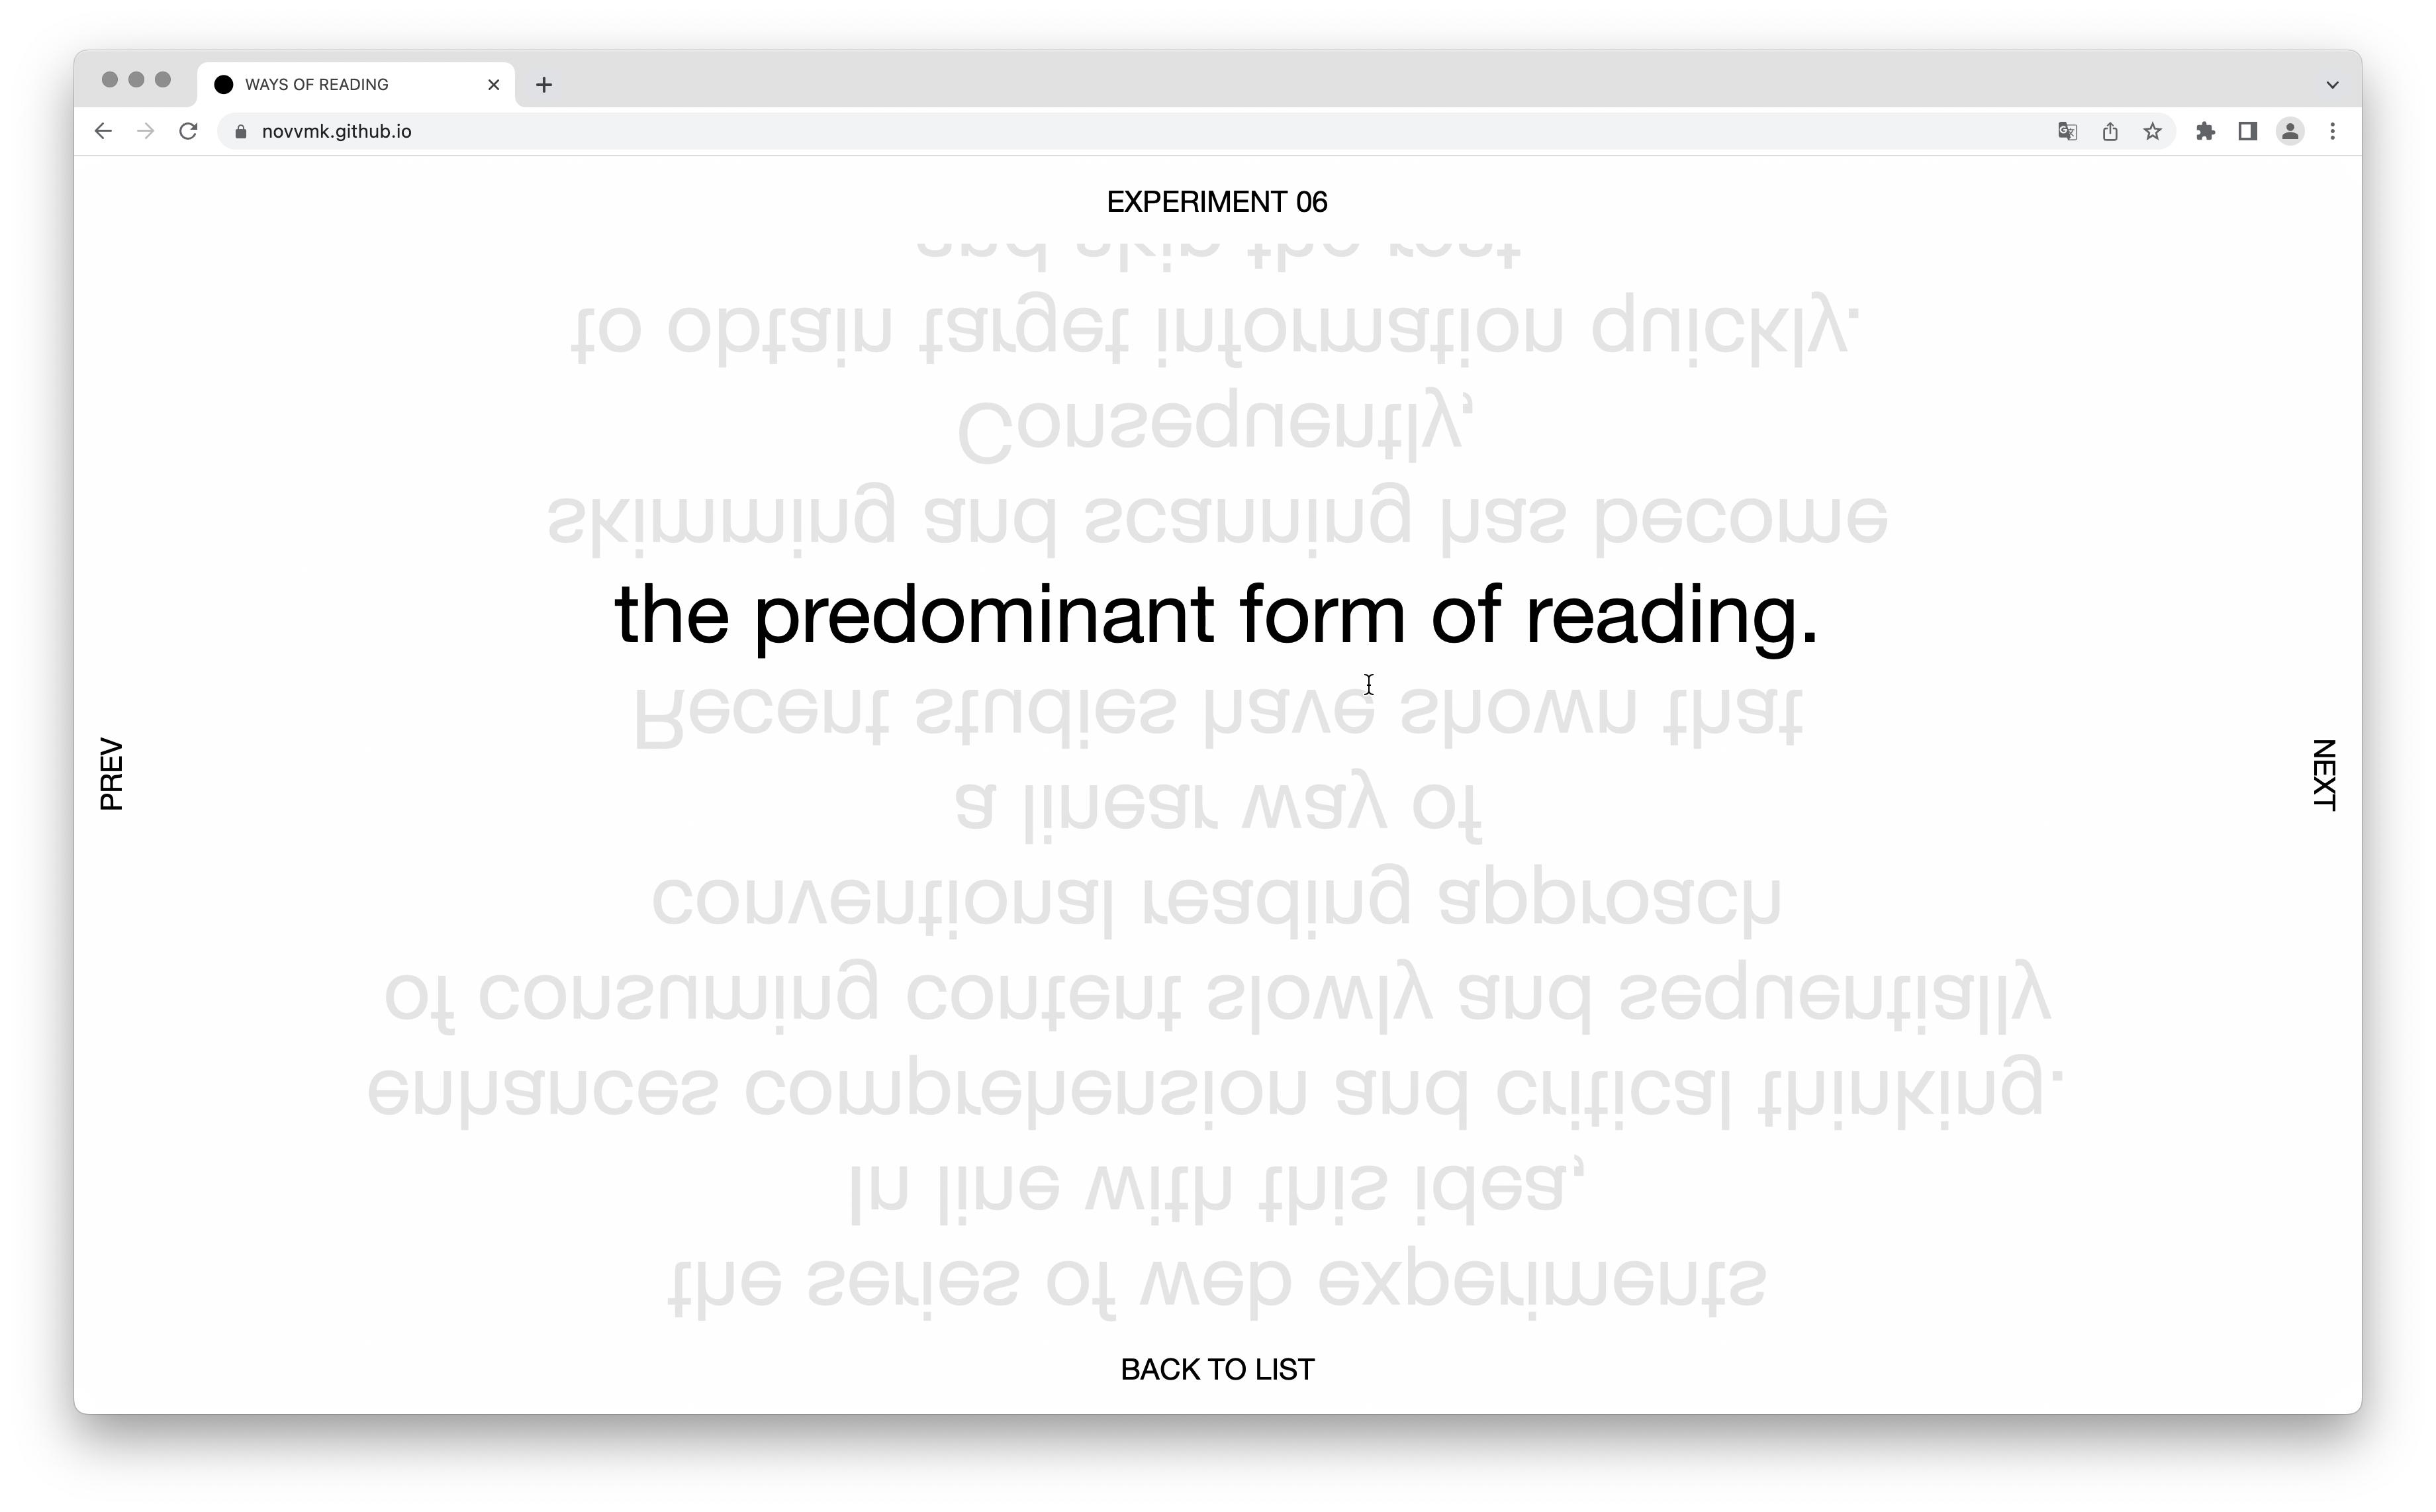 WAYS OF READING
novvmk.github.io
EXPERIMENT 06
and skip the rest
to obtain target information quickly.
Consequently,
skimming and scanning has become
the predominant form of reading.
Recent studies have shown that
a linear way of
conventional reading approach
of consuming content slowly and sequentially
enhances comprehension and critical thinking.
In line with this idea,
the series of web experiments
PREV
NEXT
BACK TO LIST